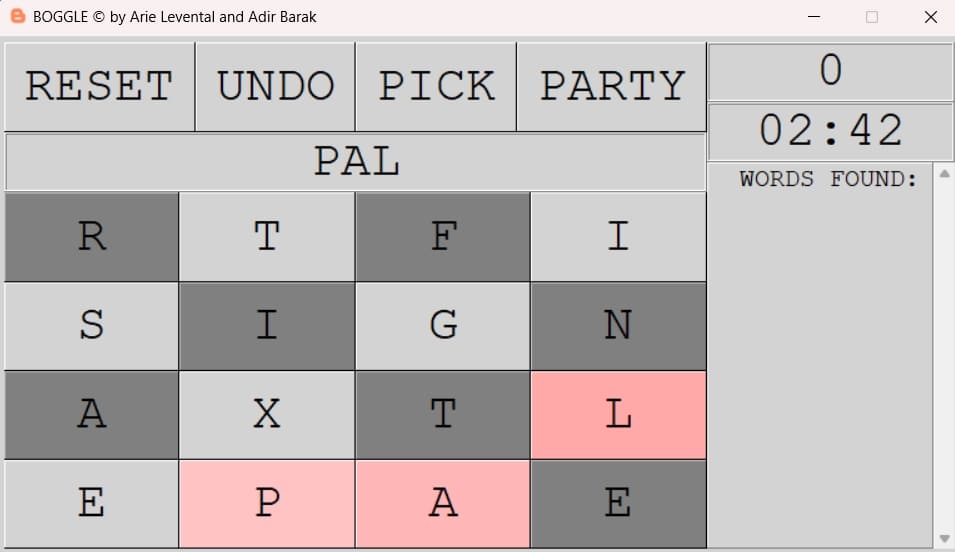 BOGGLE © by Arie Levental and Adir Barak
RESET UNDO PICK PARTY
0
02:42
PAL
WORDS FOUND:
R T F I
S I G N
A X T L
E P A E